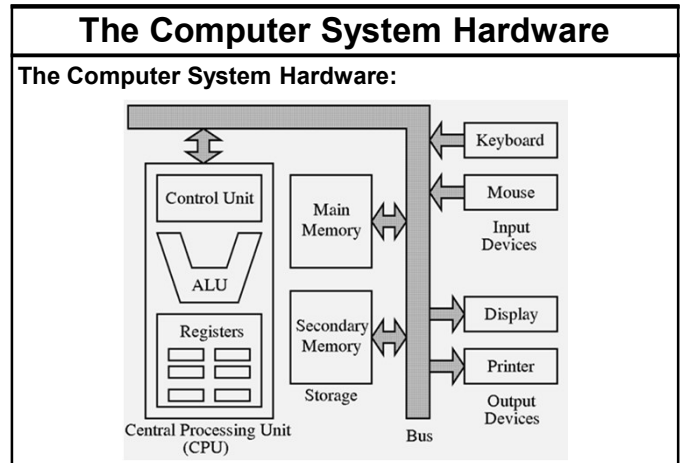 The Computer System Hardware
The Computer System Hardware:
Keyboard
Mouse
Input
Devices
Control Unit
ALU
Registers
Main
Memory
Secondary
Memory
Storage
Display
Printer
Output
Devices
Central Processing Unit
(CPU)
Bus